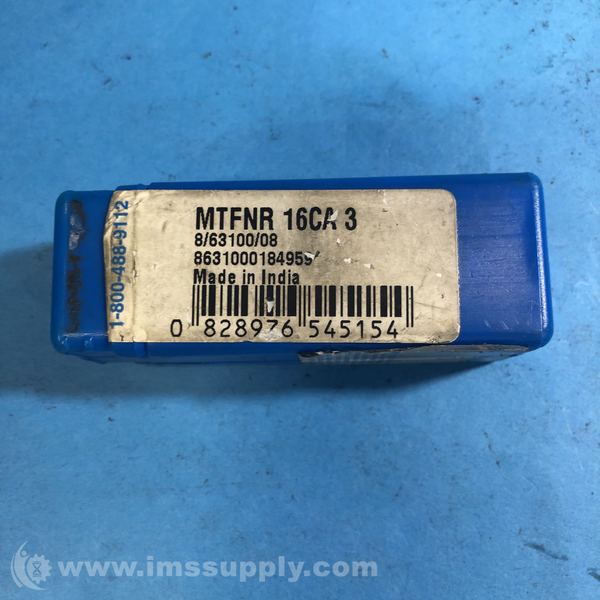 MTFNR 16CA 3
8/63100/08
8631000184959
Made in India
0 828976 545154
1-800-488-9112
www.imssupply.com